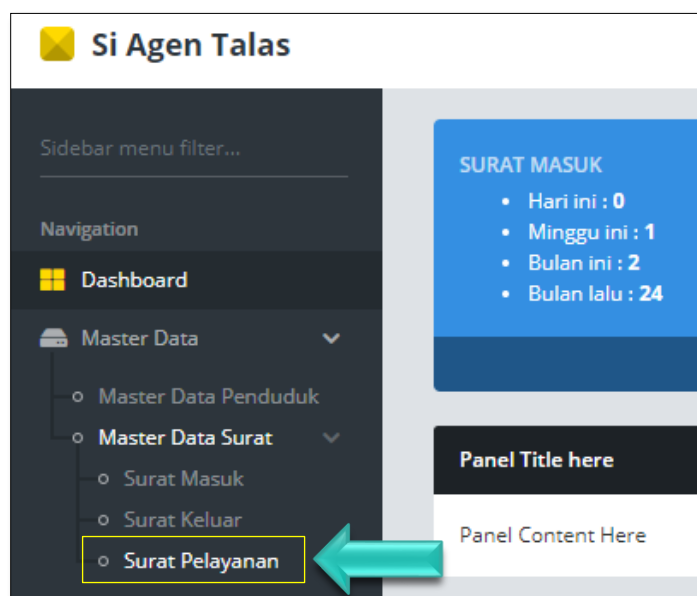 Si Agen Talas
Sidebar menu filter...
Navigation
Dashboard
Master Data
Master Data Penduduk
Master Data Surat
Surat Masuk
Surat Keluar
Surat Pelayanan
SURAT MASUK
• Hari ini : 0
• Minggu ini : 1
• Bulan ini : 2
• Bulan lalu : 24
Panel Title here
Panel Content Here